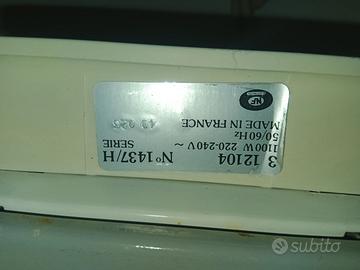 3 12104
1100W 220-240V ~
50/60Hz
MADE IN FRANCE
N° 1437/H
SERIE
NF
subito